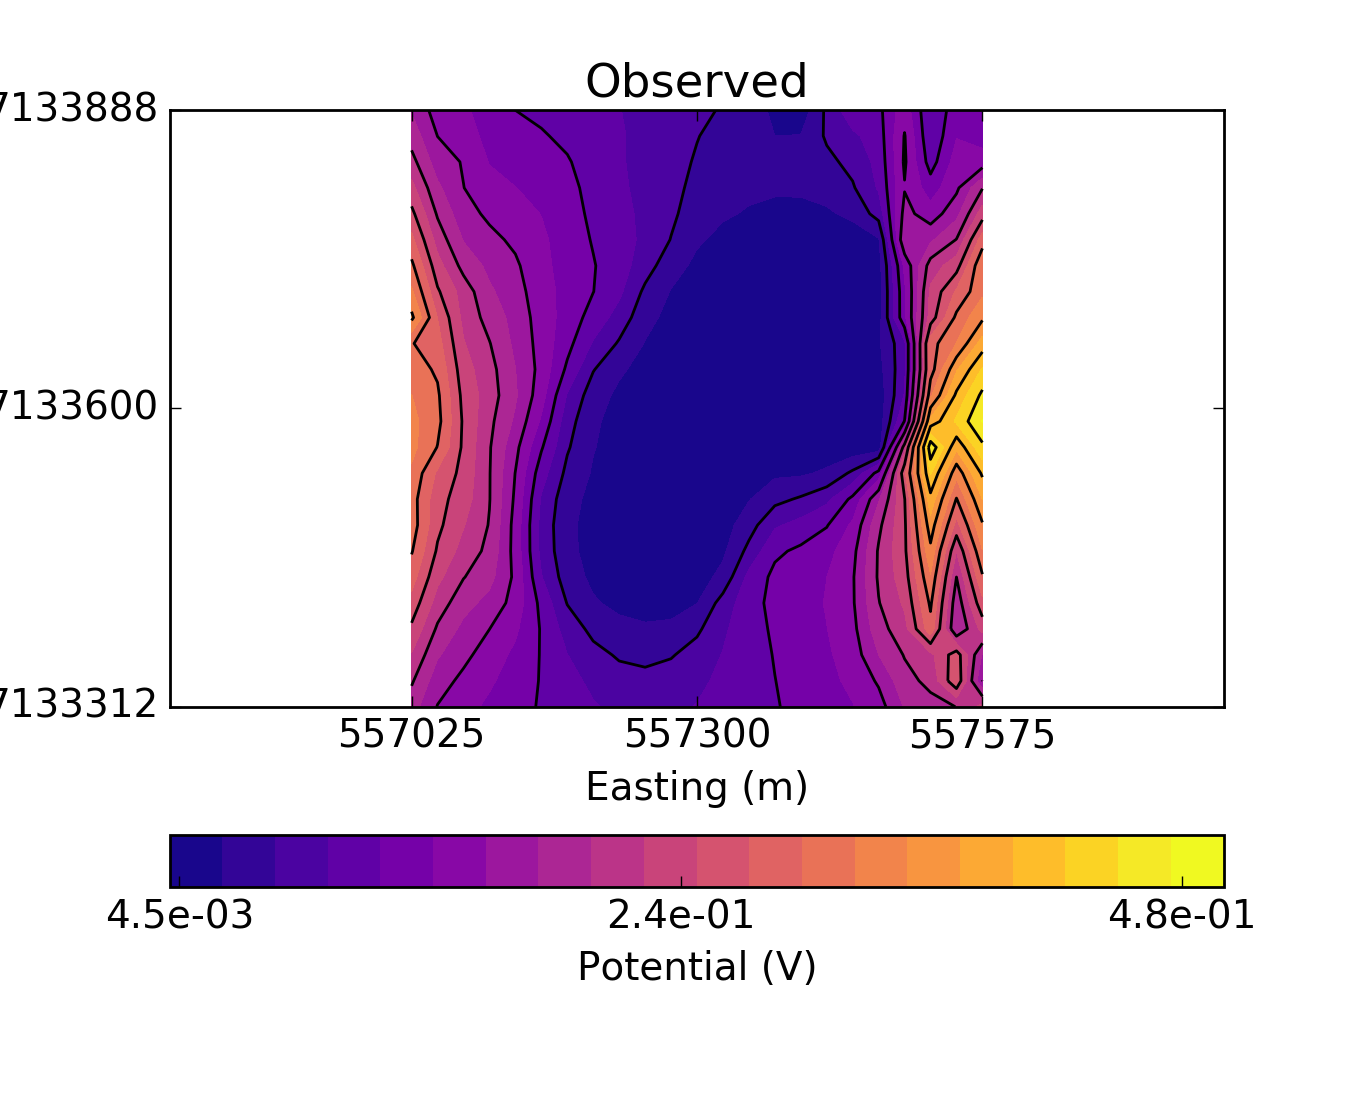 Observed
7133888
7133600
7133312
557025 557300 557575
Easting (m)
4.5e-03 2.4e-01 4.8e-01
Potential (V)